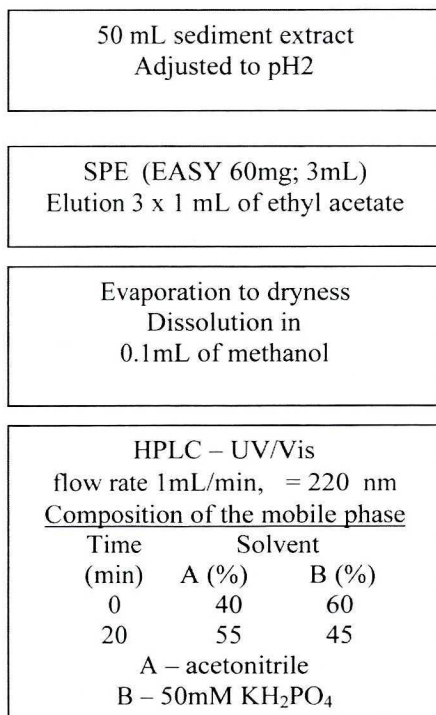 50 mL sediment extract
Adjusted to pH2
SPE (EASY 60mg; 3mL)
Elution 3 x 1 mL of ethyl acetate
Evaporation to dryness
Dissolution in
0.1mL of methanol
HPLC – UV/Vis
flow rate 1mL/min, = 220 nm
Composition of the mobile phase
Time Solvent
(min) A (%) B (%)
0 40 60
20 55 45
A – acetonitrile
B – 50mM KH₂PO₄